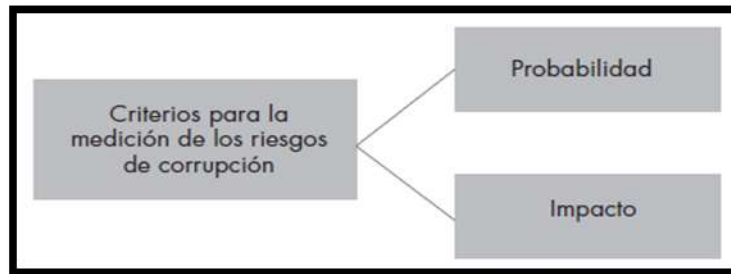 Probabilidad
Criterios para la
medición de los riesgos
de corrupción
Impacto